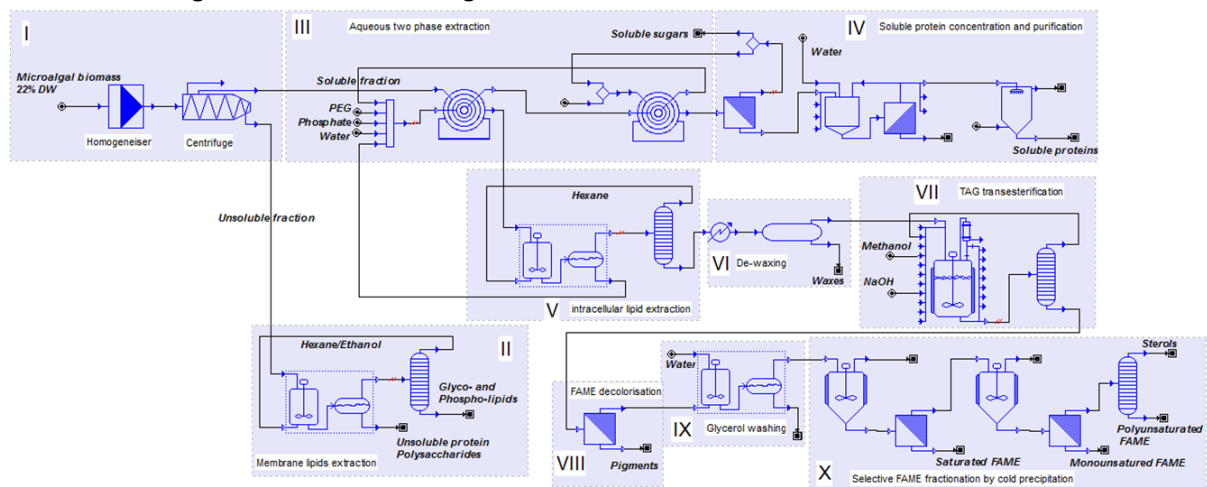 I
Microalgal biomass
22% DW
Homogeneiser
Centrifuge
III
Aqueous two phase extraction
Soluble fraction
PEG
Phosphate
Water
Soluble sugars
IV
Soluble protein concentration and purification
Water
Soluble proteins
Unsoluble fraction
Hexane
V
intracellular lipid extraction
VI
De-waxing
Waxes
VII
TAG transesterification
Methanol
NaOH
II
Hexane/Ethanol
Glyco- and
Phospho-lipids
Unsoluble protein
Polysaccharides
Membrane lipids extraction
FAME decolorisation
VIII
Pigments
Water
IX
Glycerol washing
X
Saturated FAME
Monounsatured FAME
Sterols
Polyunsaturated
FAME
Selective FAME fractionation by cold precipitation